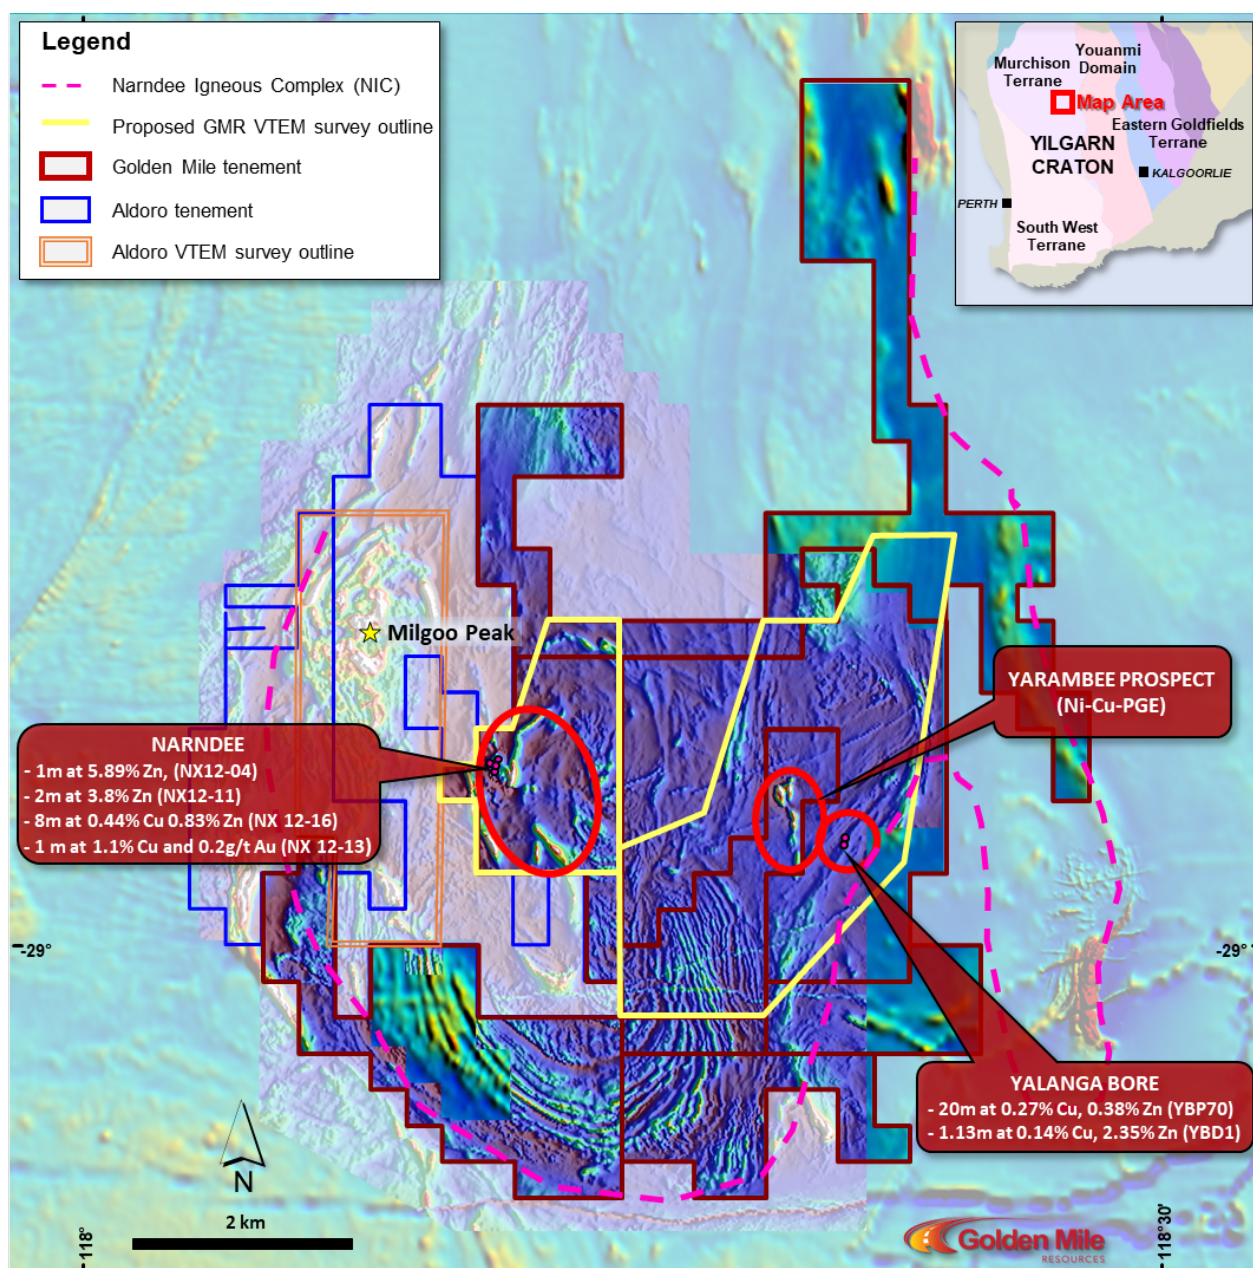 Legend
Narndee Igneous Complex (NIC)
Proposed GMR VTEM survey outline
Golden Mile tenement
Aldoro tenement
Aldoro VTEM survey outline
Murchison
Terrane
Youanmi
Domain
Map Area
Eastern Goldfields
Terrane
YILGARN
CRATON
KALGOORLIE
PERTH
South West
Terrane
Milgoo Peak
YARAMBEE PROSPECT
(Ni-Cu-PGE)
NARNDEE
- 1m at 5.89% Zn, (NX12-04)
- 2m at 3.8% Zn (NX12-11)
- 8m at 0.44% Cu 0.83% Zn (NX 12-16)
- 1 m at 1.1% Cu and 0.2g/t Au (NX 12-13)
-29°
-29°
YALANGA BORE
- 20m at 0.27% Cu, 0.38% Zn (YBP70)
- 1.13m at 0.14% Cu, 2.35% Zn (YBD1)
N
2 km
118°
118°30'
Golden Mile
RESOURCES